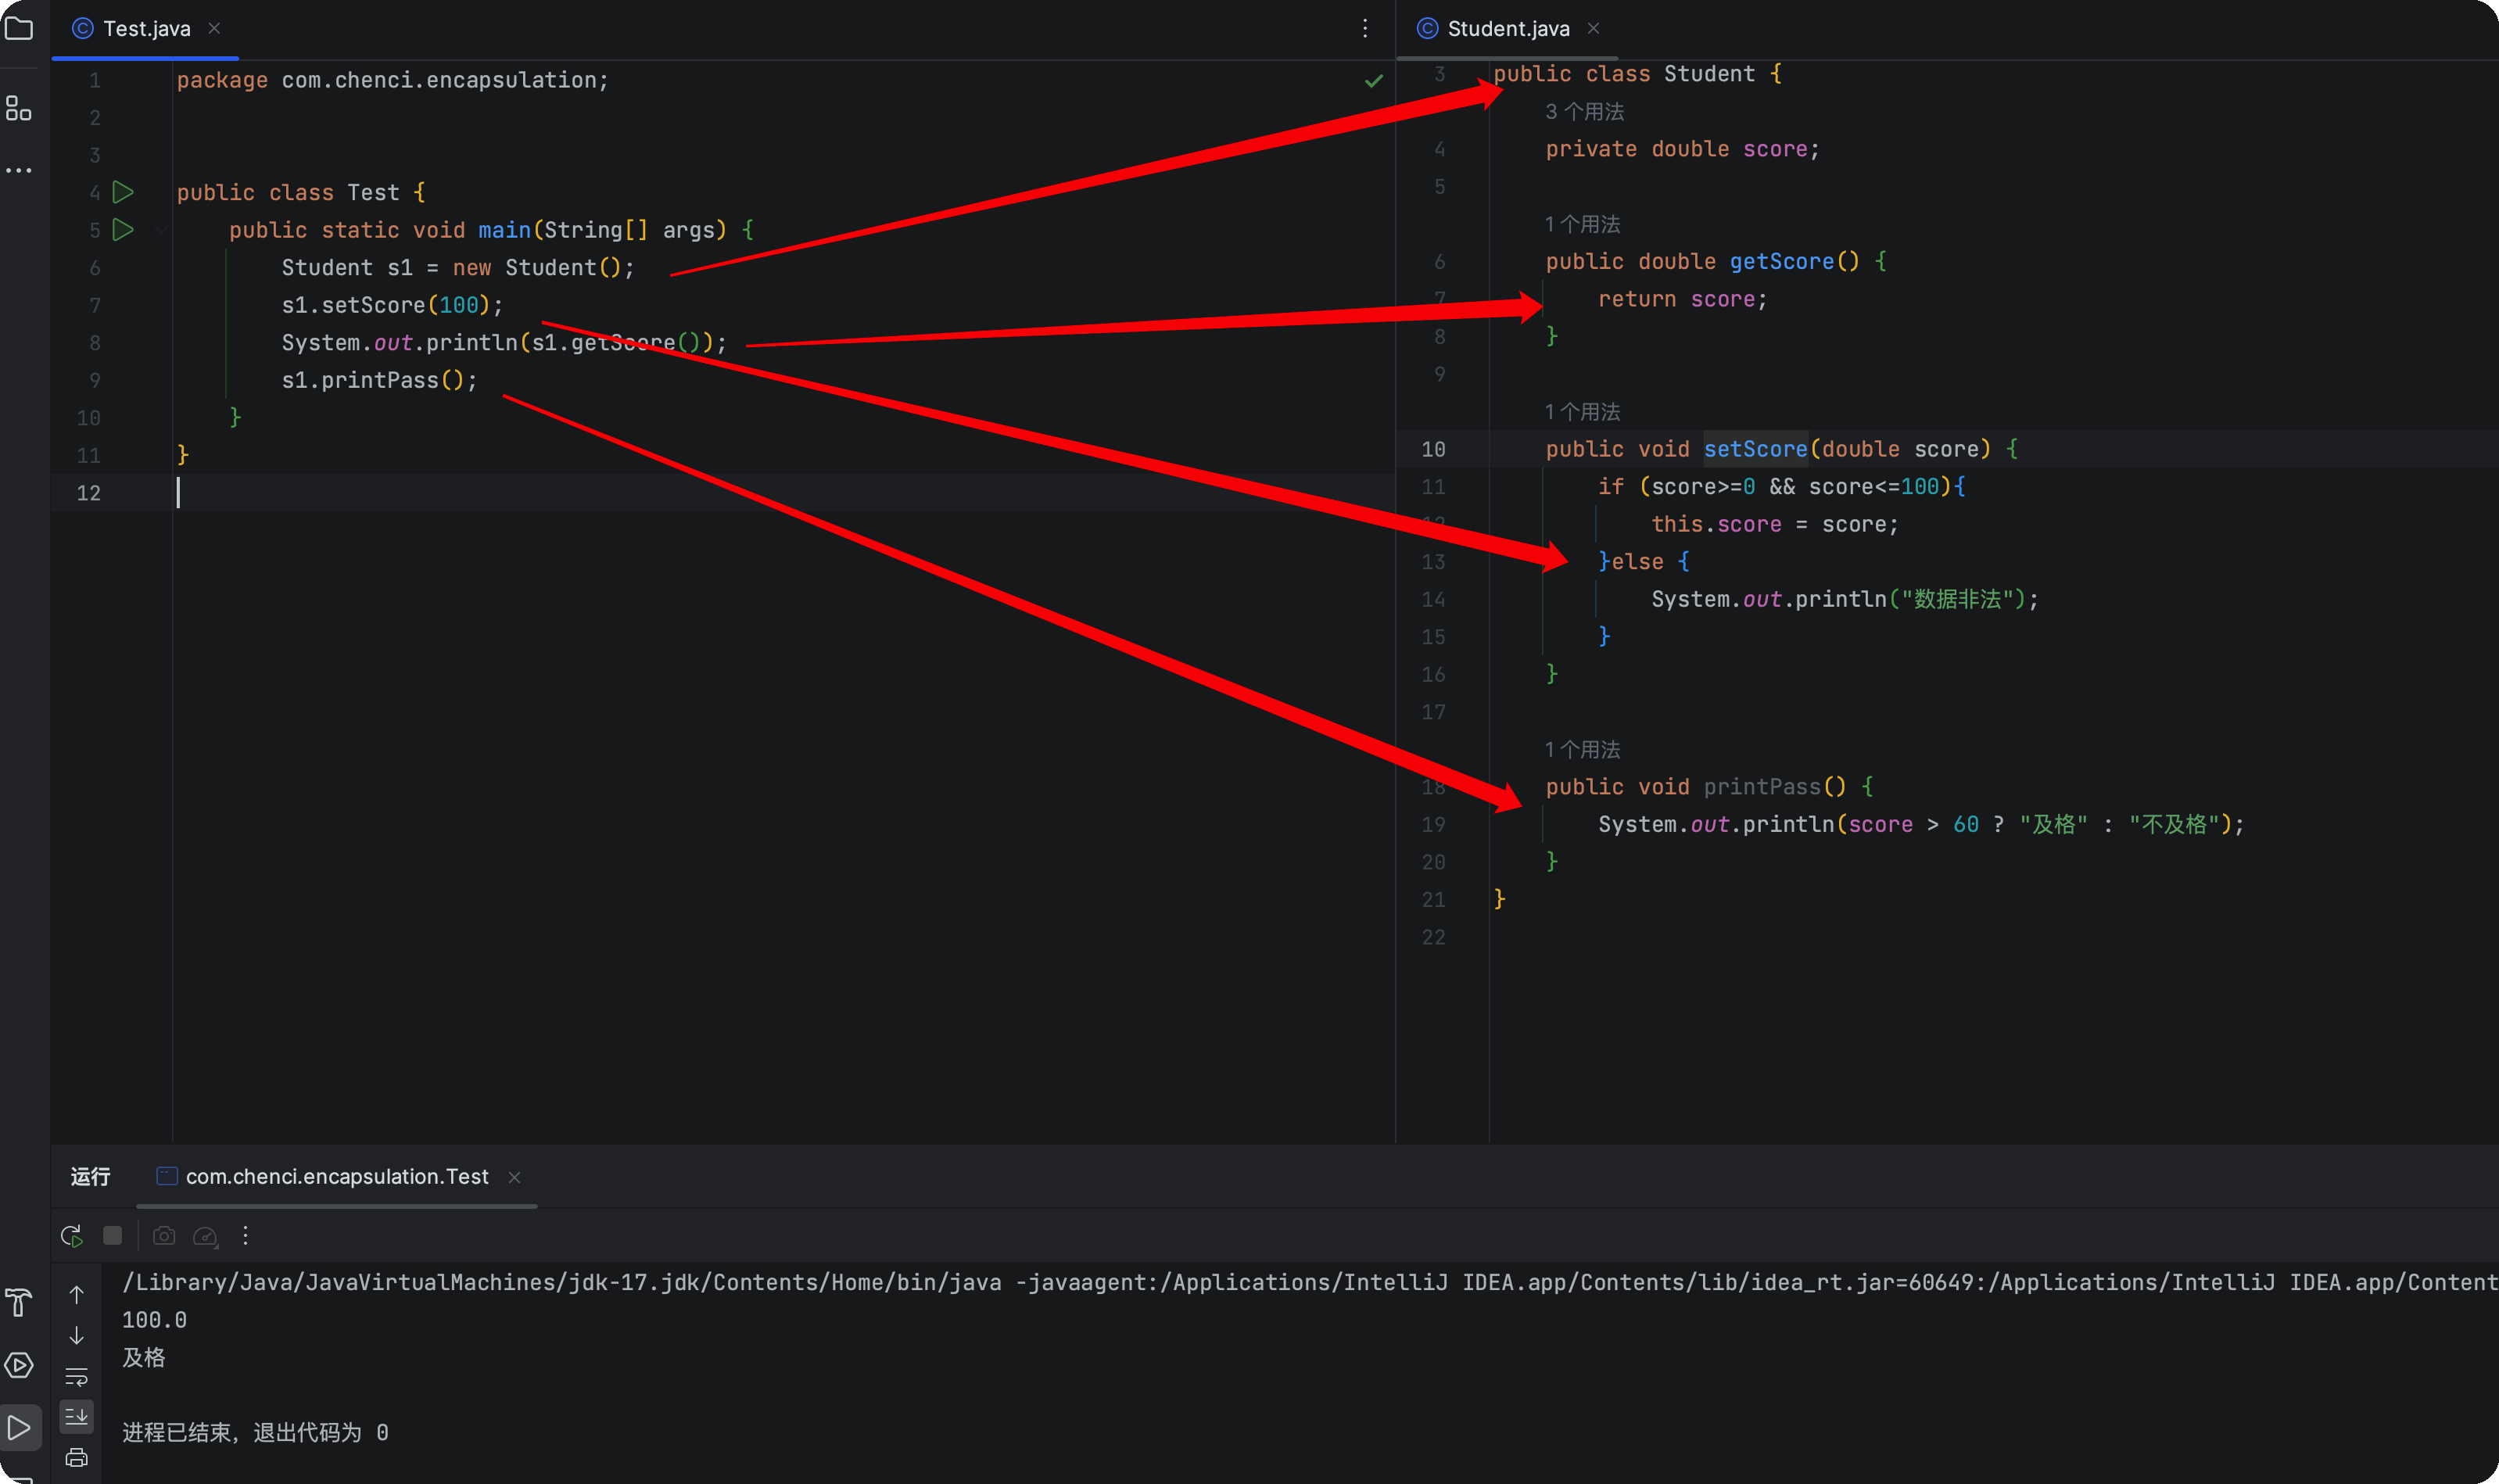 Test.java
1 package com.chenci.encapsulation;
2
3
4 public class Test {
5 public static void main(String[] args) {
6 Student s1 = new Student();
7 s1.setScore(100);
8 System.out.println(s1.getScore());
9 s1.printPass();
10 }
11 }
12
Student.java
3 public class Student {
3 个用法
4 private double score;
5
1 个用法
6 public double getScore() {
7 return score;
8 }
9
1 个用法
10 public void setScore(double score) {
11 if (score>=0 && score<=100){
12 this.score = score;
13 }else {
14 System.out.println("数据非法");
15 }
16 }
17
1 个用法
18 public void printPass() {
19 System.out.println(score > 60 ? "及格" : "不及格");
20 }
21 }
22
运行 com.chenci.encapsulation.Test
/Library/Java/JavaVirtualMachines/jdk-17.jdk/Contents/Home/bin/java -javaagent:/Applications/IntelliJ IDEA.app/Contents/lib/idea_rt.jar=60649:/Applications/IntelliJ IDEA.app/Content
100.0
及格
进程已结束，退出代码为 0